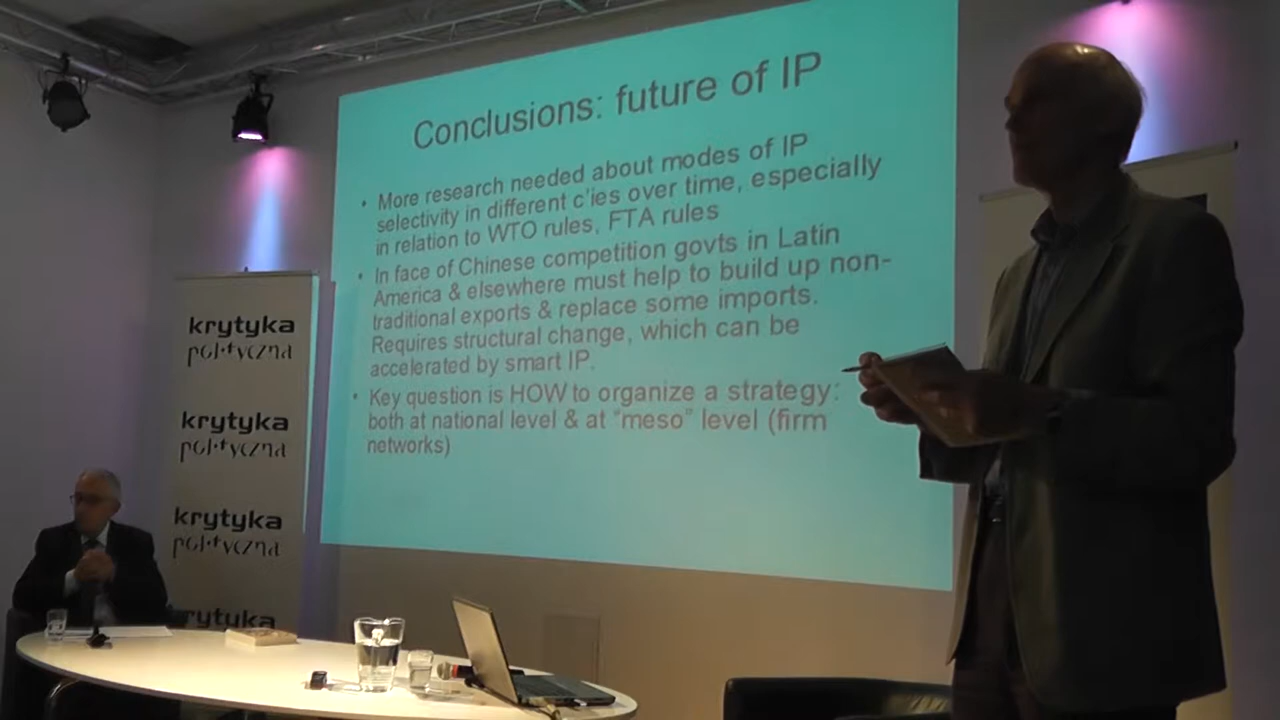 Conclusions: future of IP
• More research needed about modes of IP
selectivity in different c'ies over time, especially
in relation to WTO rules, FTA rules
• In face of Chinese competition govts in Latin
America & elsewhere must help to build up non-
traditional exports & replace some imports.
Requires structural change, which can be
accelerated by smart IP.
• Key question is HOW to organize a strategy:
both at national level & at "meso" level (firm
networks)
krytyka
polityczna
krytyka
polityczna
krytyka
polityczna
krytyka